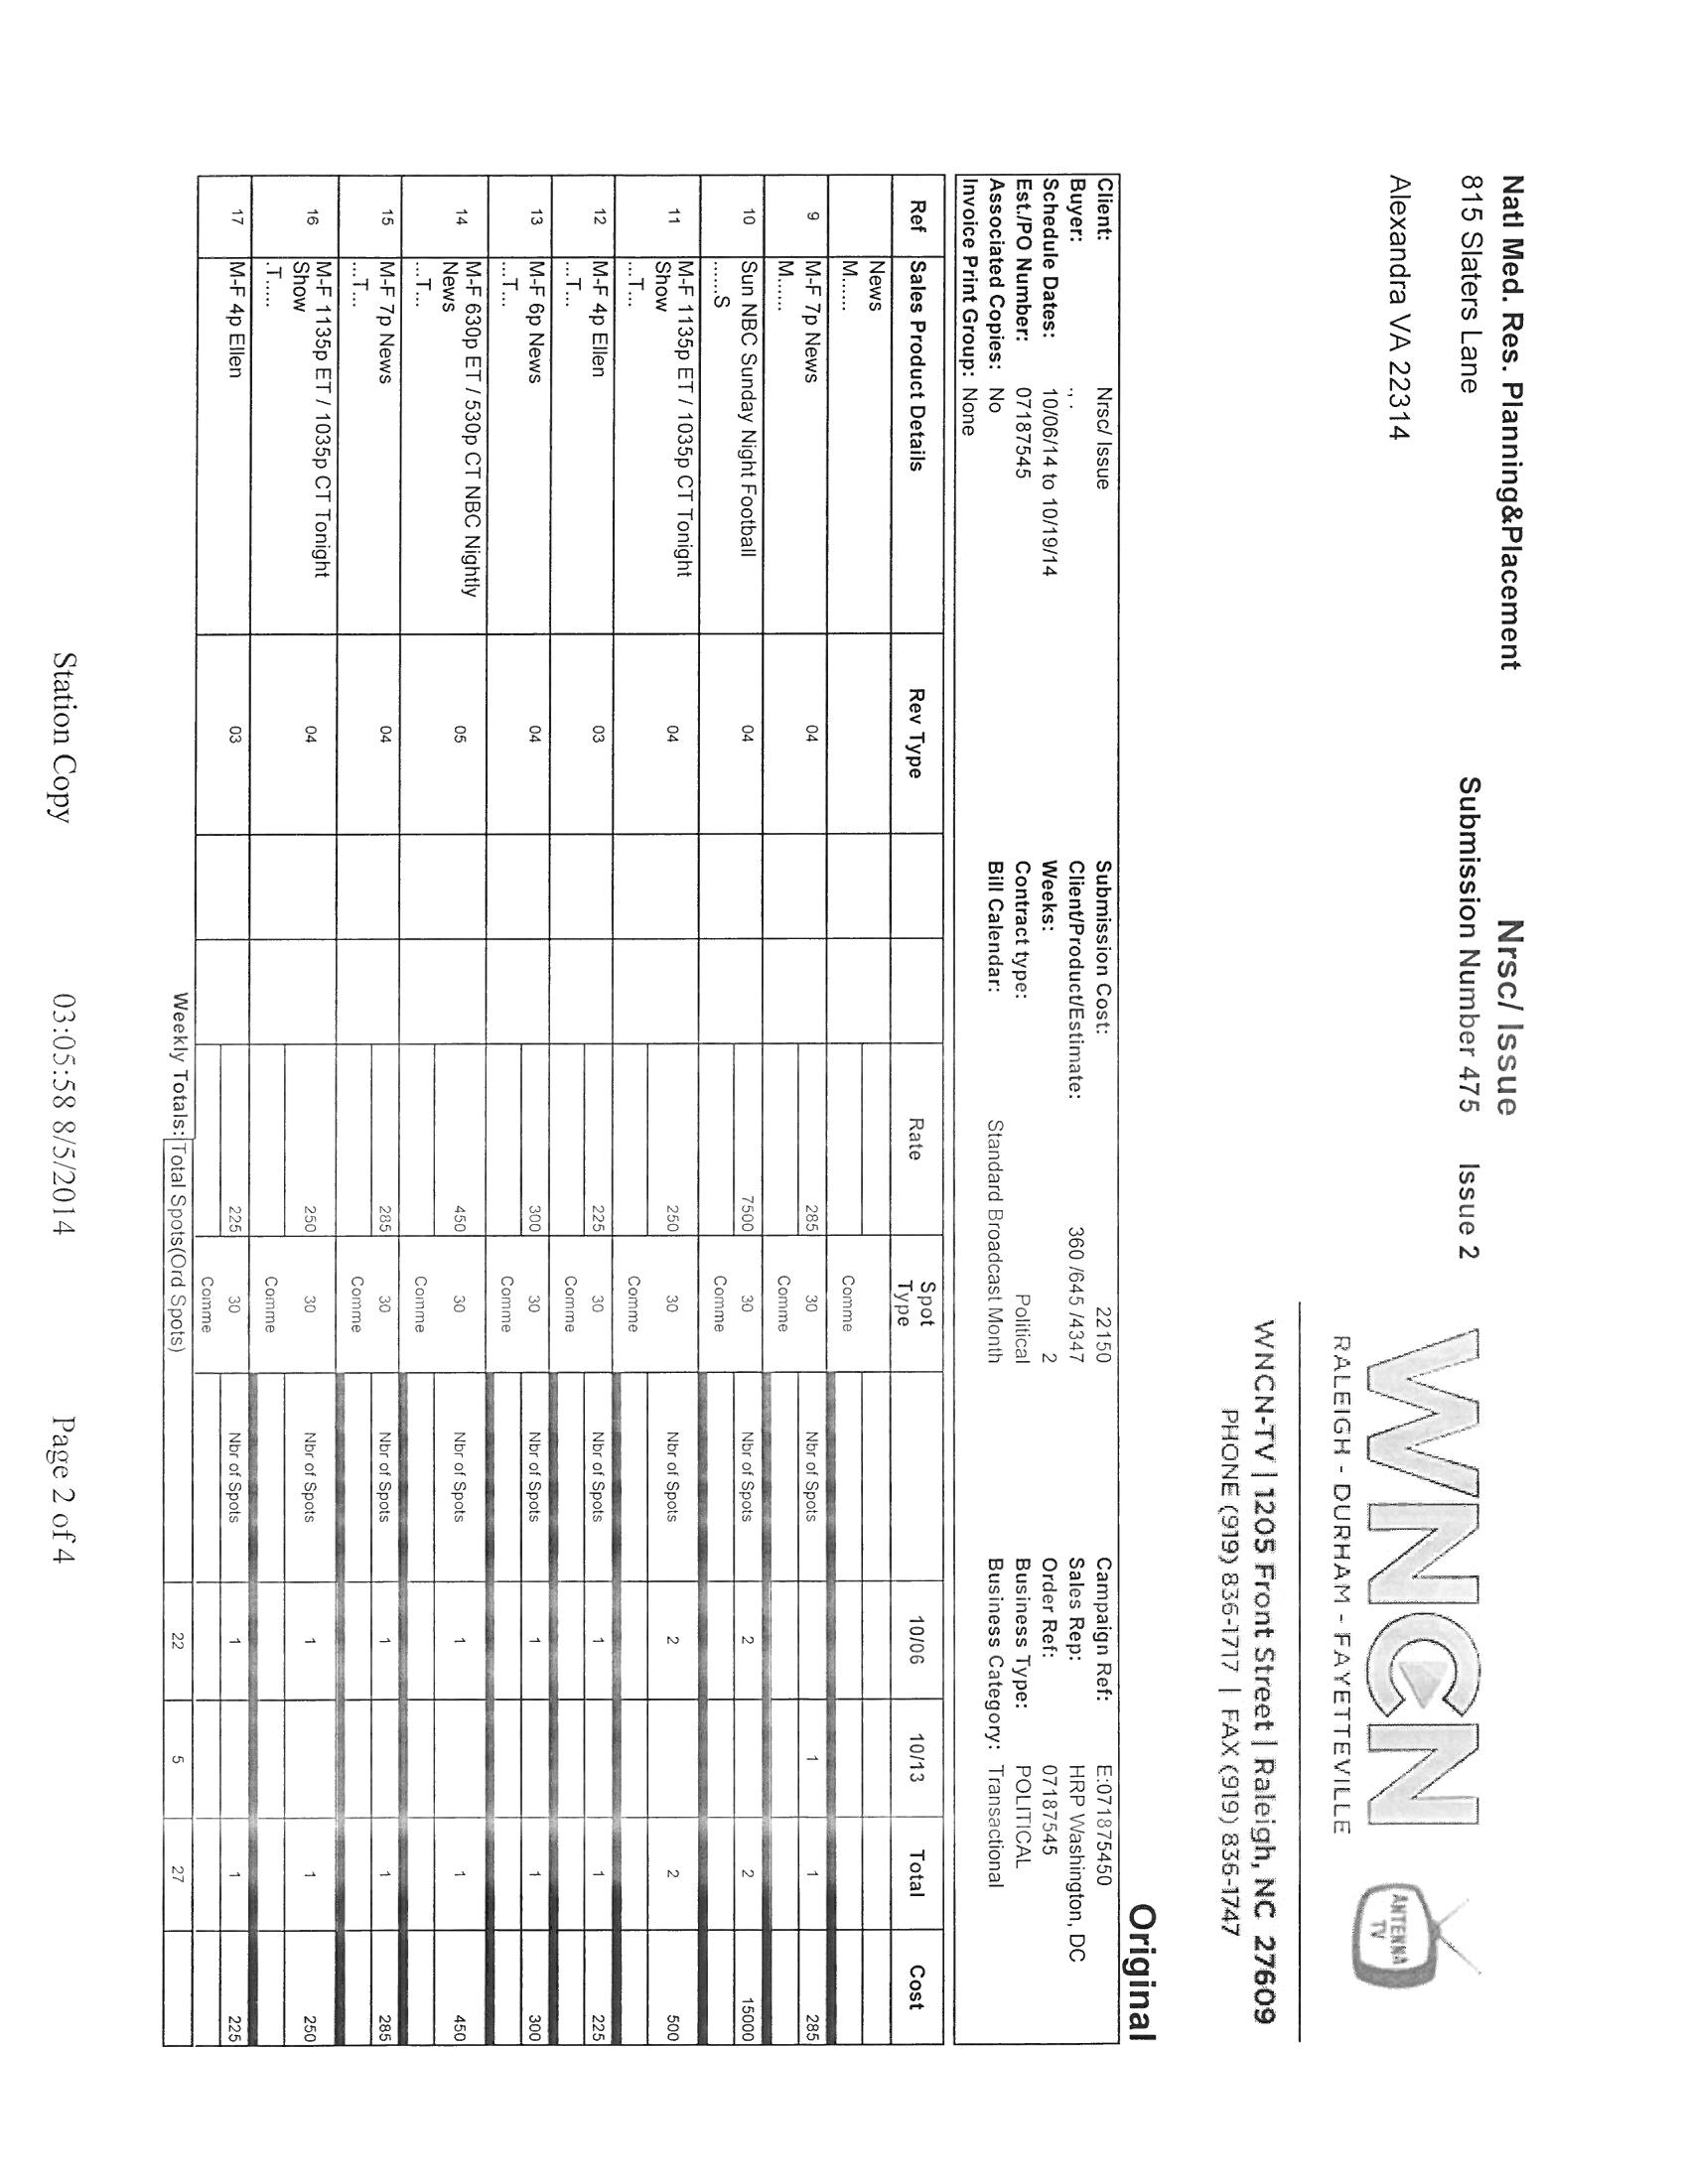 Natl Med. Res. Planning&Placement
815 Slaters Lane
Alexandra VA 22314
Nrsc/ Issue
Submission Number 475 Issue 2
WNCN
RALEIGH - DURHAM - FAYETTEVILLE
ANTENNA
TV
WNCN-TV | 1205 Front Street | Raleigh, NC 27609
PHONE (919) 836-1717 | FAX (919) 836-1747
Original
Client: Nrsc/ Issue Submission Cost: 22150 Campaign Ref: E:071875450
Buyer: , . Client/Product/Estimate: 360 /645 /4347 Sales Rep: HRP Washington, DC
Schedule Dates: 10/06/14 to 10/19/14 Weeks: 2 Order Ref: 07187545
Est./PO Number: 07187545 Contract type: Political Business Type: POLITICAL
Associated Copies: No Bill Calendar: Standard Broadcast Month Business Category: Transactional
Invoice Print Group: None
Ref Sales Product Details Rev Type Rate Spot Type 10/06 10/13 Total Cost
News
M...... Comme
9 M-F 7p News 04 285 30 Nbr of Spots 1 1 285
M...... Comme
10 Sun NBC Sunday Night Football 04 7500 30 Nbr of Spots 2 2 15000
......S Comme
11 M-F 1135p ET / 1035p CT Tonight 04 250 30 Nbr of Spots 2 2 500
Show
...T... Comme
12 M-F 4p Ellen 03 225 30 Nbr of Spots 1 1 225
...T... Comme
13 M-F 6p News 04 300 30 Nbr of Spots 1 1 300
...T... Comme
14 M-F 630p ET / 530p CT NBC Nightly 05 450 30 Nbr of Spots 1 1 450
News
...T... Comme
15 M-F 7p News 04 285 30 Nbr of Spots 1 1 285
...T... Comme
16 M-F 1135p ET / 1035p CT Tonight 04 250 30 Nbr of Spots 1 1 250
Show
.T..... Comme
17 M-F 4p Ellen 03 225 30 Nbr of Spots 1 1 225
Comme
Weekly Totals: Total Spots(Ord Spots) 22 5 27
Station Copy 03:05:58 8/5/2014 Page 2 of 4